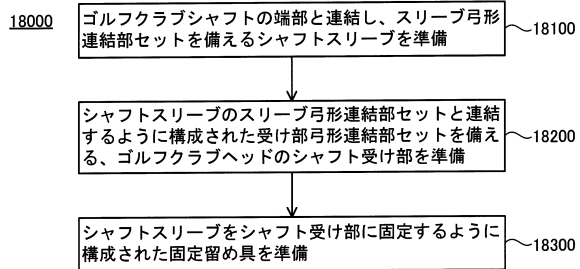 18000
ゴルフクラブシャフトの端部と連結し、スリーブ弓形
連結部セットを備えるシャフトスリーブを準備
18100
シャフトスリーブのスリーブ弓形連結部セットと連結
するように構成された受け部弓形連結部セットを備え
る、ゴルフクラブヘッドのシャフト受け部を準備
18200
シャフトスリーブをシャフト受け部に固定するように
構成された固定留め具を準備
18300